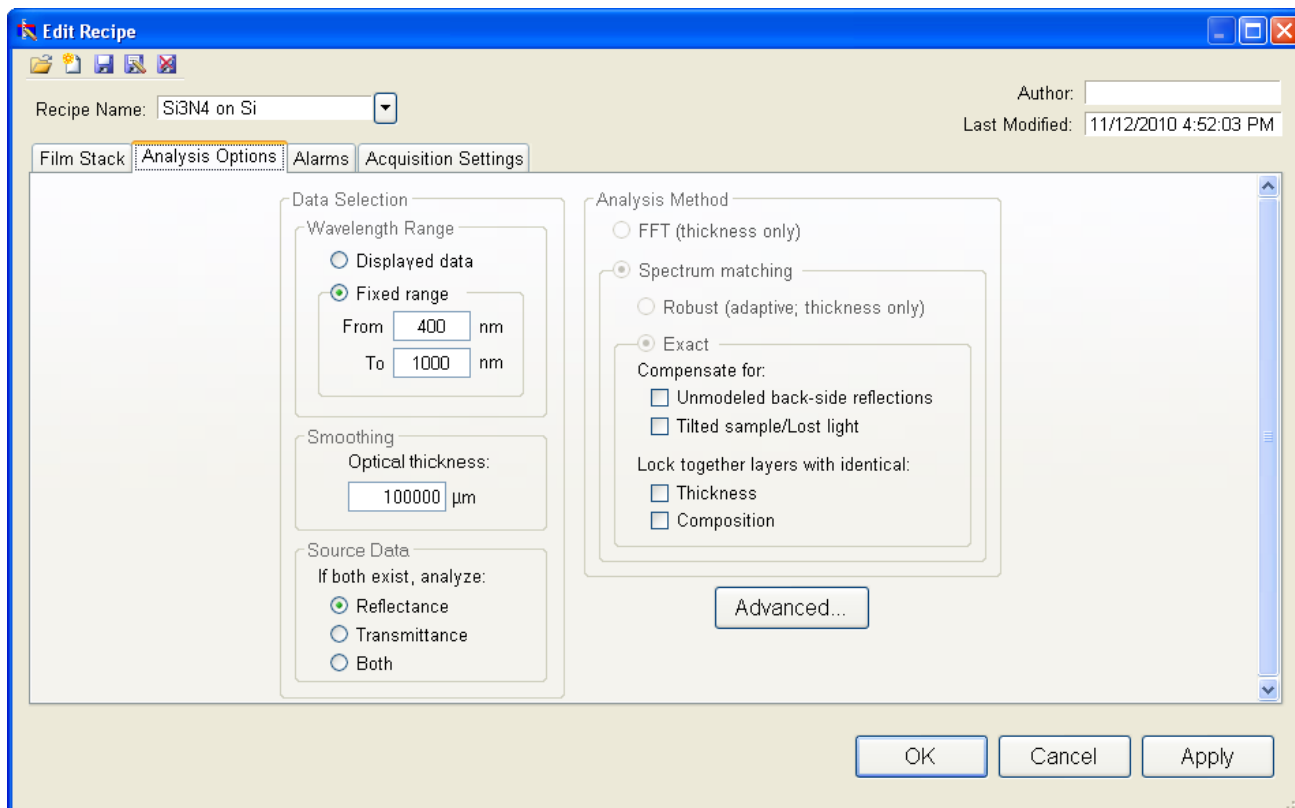 Edit Recipe
Recipe Name: Si3N4 on Si
Author:
Last Modified: 11/12/2010 4:52:03 PM
Film Stack Analysis Options Alarms Acquisition Settings
Data Selection
Wavelength Range
Displayed data
Fixed range
From 400 nm
To 1000 nm
Smoothing
Optical thickness:
100000 µm
Source Data
If both exist, analyze:
Reflectance
Transmittance
Both
Analysis Method
FFT (thickness only)
Spectrum matching
Robust (adaptive; thickness only)
Exact
Compensate for:
Unmodeled back-side reflections
Tilted sample/Lost light
Lock together layers with identical:
Thickness
Composition
Advanced...
OK Cancel Apply